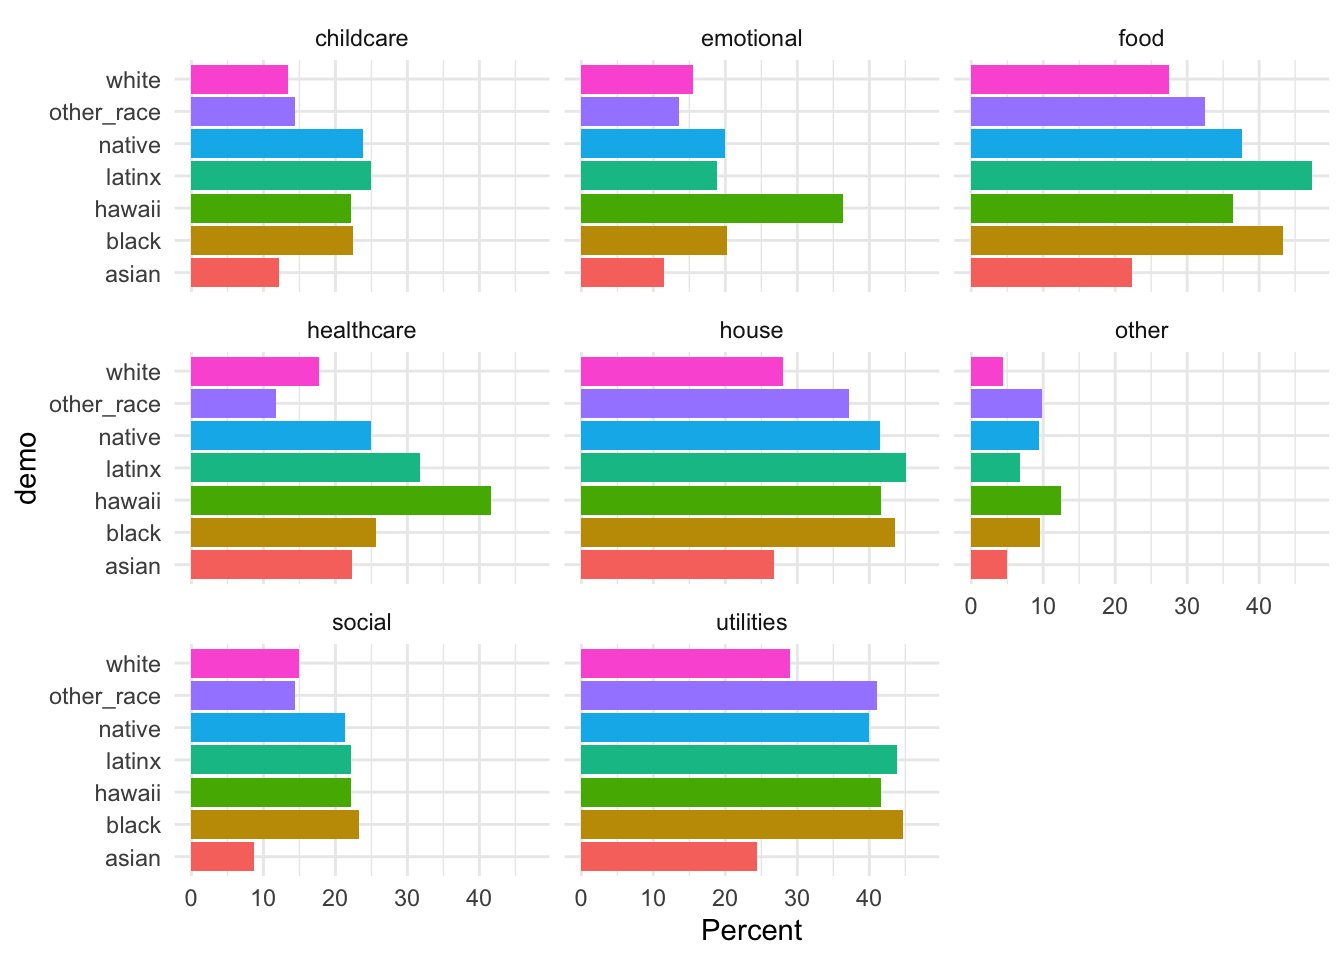 childcare
emotional
food
white
other_race
native
latinx
hawaii
black
asian
healthcare
house
other
white
other_race
native
latinx
hawaii
black
asian
demo
0 10 20 30 40
social
utilities
white
other_race
native
latinx
hawaii
black
asian
0 10 20 30 40
0 10 20 30 40
Percent